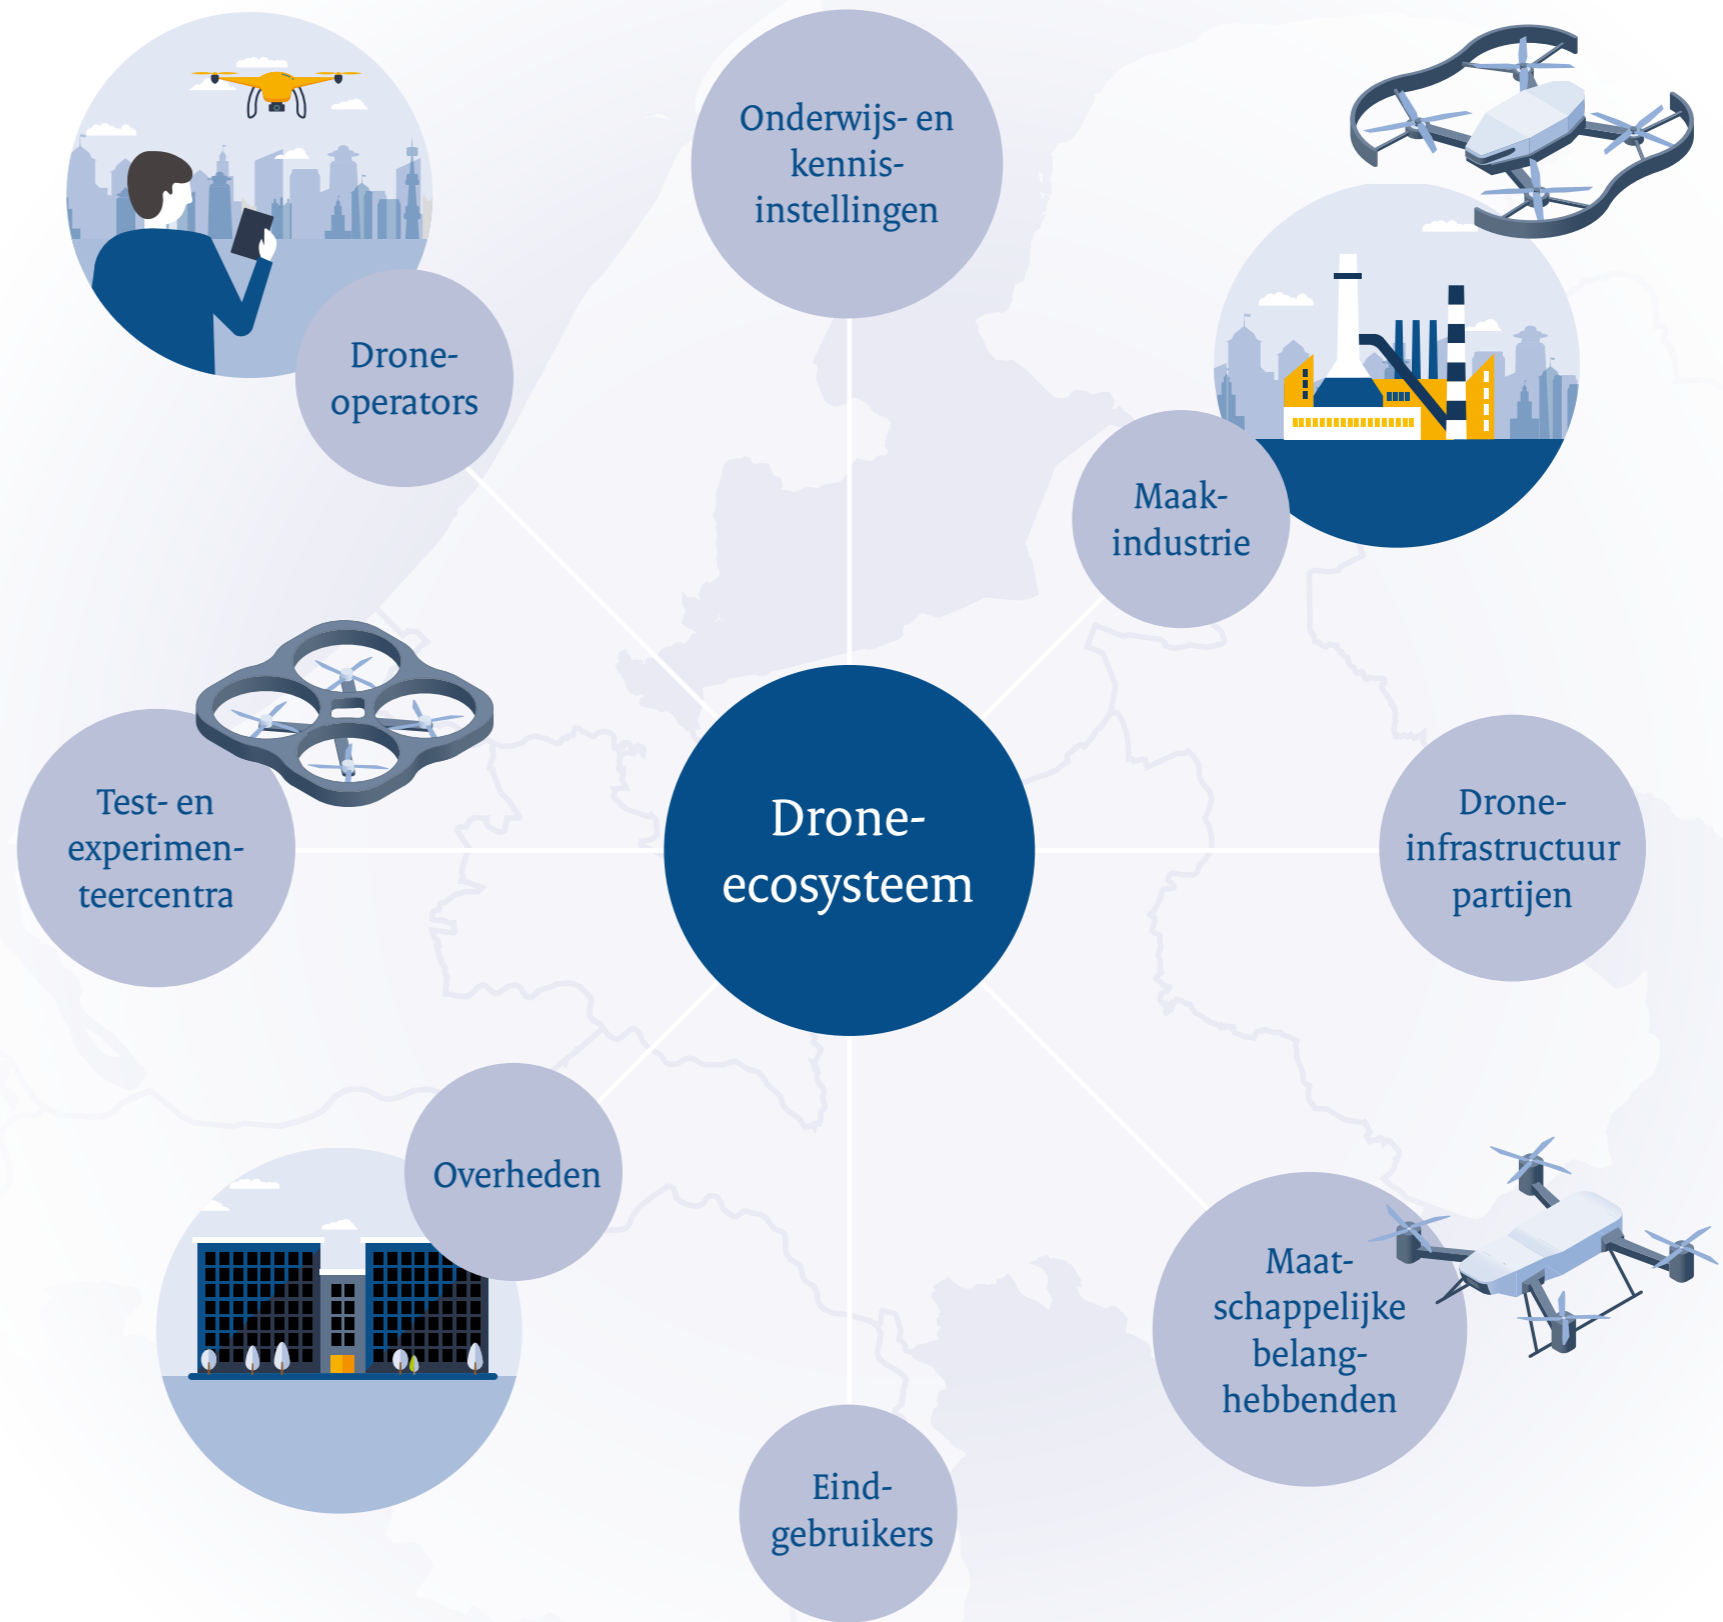 Onderwijs- en
kennis-
instellingen
Drone-
operators
Maak-
industrie
Test- en
experimen-
teercentra
Drone-
ecosysteem
Drone-
infrastructuur
partijen
Overheden
Maat-
schappelijke
belang-
hebbenden
Eind-
gebruikers